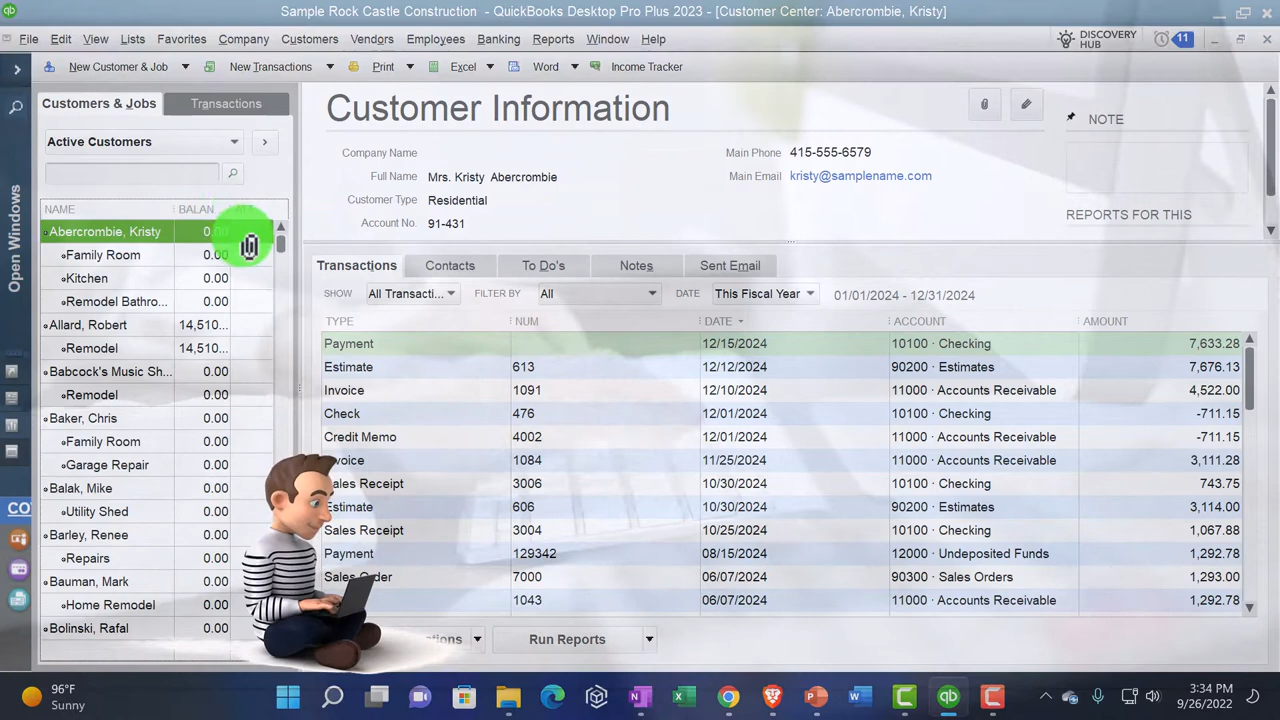 Sample Rock Castle Construction - QuickBooks Desktop Pro Plus 2023 - [Customer Center: Abercrombie, Kristy]
File Edit View Lists Favorites Company Customers Vendors Employees Banking Reports Window Help
DISCOVERY HUB 11
New Customer & Job New Transactions Print Excel Word Income Tracker
Open Windows
Customers & Jobs Transactions
Active Customers
NAME BALAN
Abercrombie, Kristy 0.00
Family Room 0.00
Kitchen 0.00
Remodel Bathro... 0.00
Allard, Robert 14,510...
Remodel 14,510...
Babcock's Music Sh... 0.00
Remodel 0.00
Baker, Chris 0.00
Family Room 0.00
Garage Repair 0.00
Balak, Mike 0.00
Utility Shed 0.00
Barley, Renee 0.00
Repairs 0.00
Bauman, Mark 0.00
Home Remodel 0.00
Bolinski, Rafal 0.00
Customer Information
Company Name
Full Name Mrs. Kristy Abercrombie
Customer Type Residential
Account No. 91-431
Main Phone 415-555-6579
Main Email kristy@samplename.com
NOTE
REPORTS FOR THIS
Transactions Contacts To Do's Notes Sent Email
SHOW All Transacti... FILTER BY All DATE This Fiscal Year 01/01/2024 - 12/31/2024
TYPE NUM DATE ACCOUNT AMOUNT
Payment 12/15/2024 10100 · Checking 7,633.28
Estimate 613 12/12/2024 90200 · Estimates 7,676.13
Invoice 1091 12/10/2024 11000 · Accounts Receivable 4,522.00
Check 476 12/01/2024 10100 · Checking -711.15
Credit Memo 4002 12/01/2024 11000 · Accounts Receivable -711.15
voice 1084 11/25/2024 11000 · Accounts Receivable 3,111.28
ales Receipt 3006 10/30/2024 10100 · Checking 743.75
stimate 606 10/30/2024 90200 · Estimates 3,114.00
ales Receipt 3004 10/25/2024 10100 · Checking 1,067.88
Payment 129342 08/15/2024 12000 · Undeposited Funds 1,292.78
Sales Order 7000 06/07/2024 90300 · Sales Orders 1,293.00
1043 06/07/2024 11000 · Accounts Receivable 1,292.78
ctions Run Reports
96°F
Sunny
3:34 PM
9/26/2022